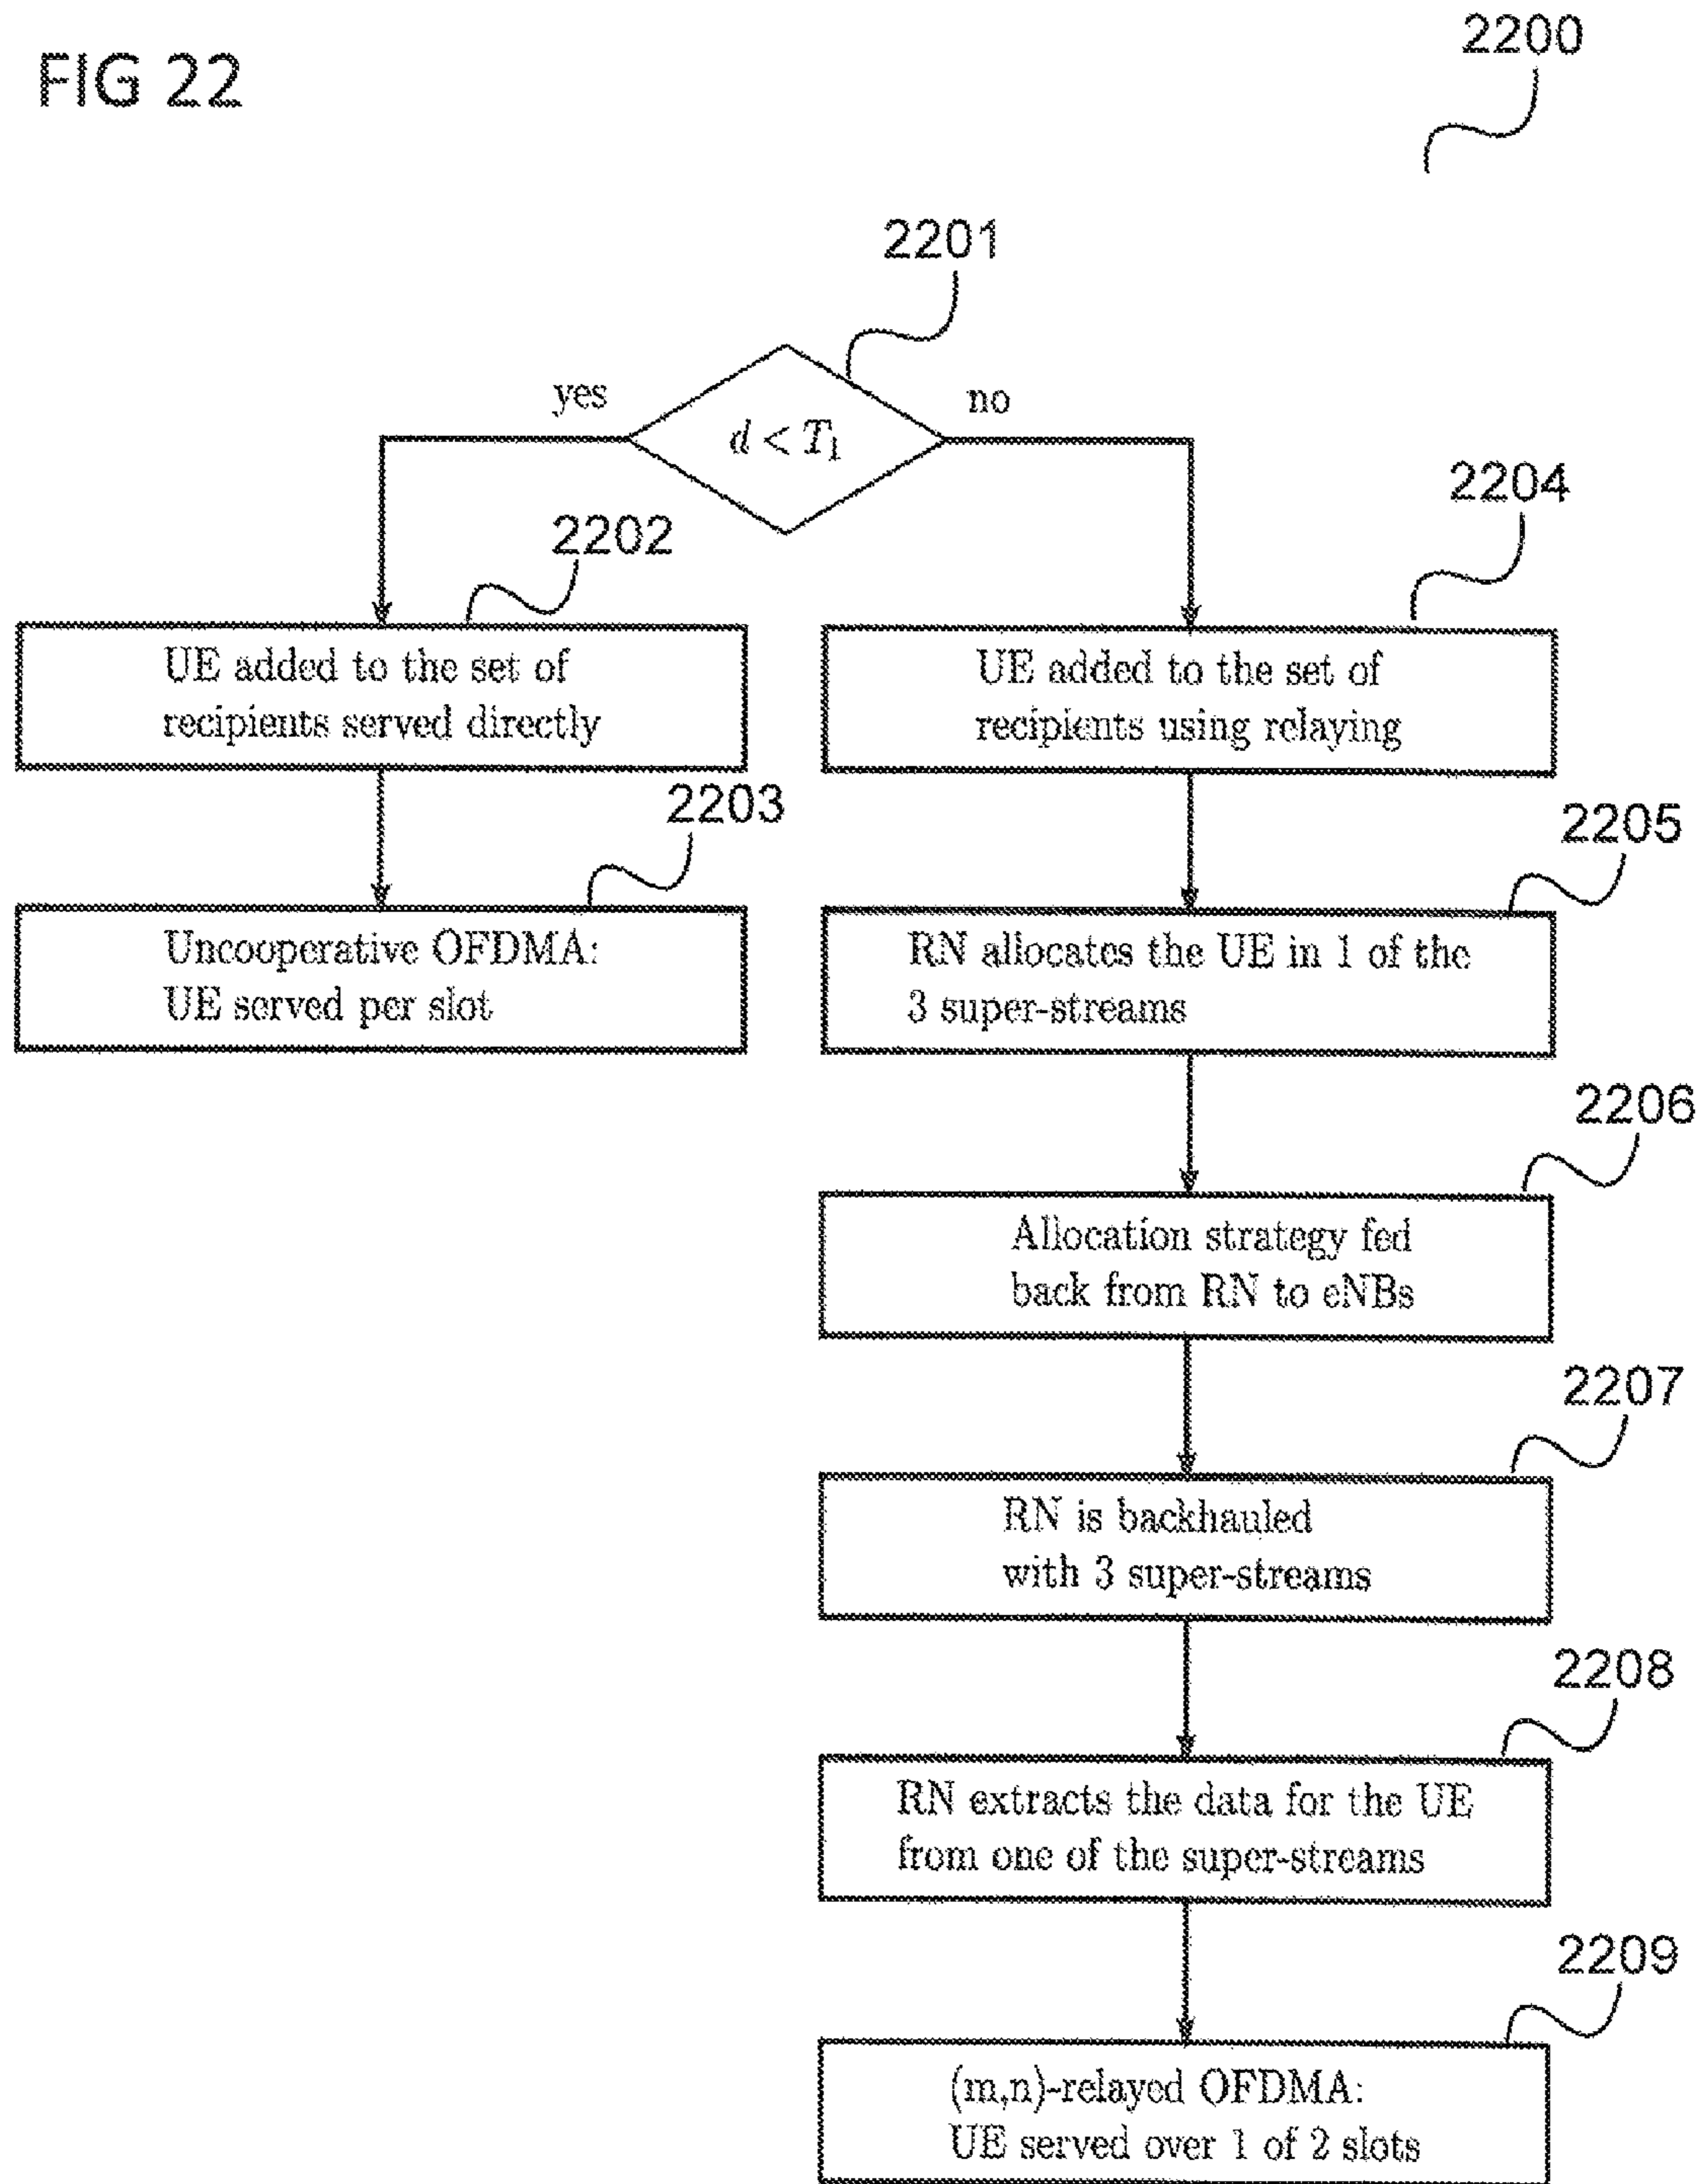 FIG 22
2200
2201
yes
no
d < T₁
2202
2204
UE added to the set of
recipients served directly
UE added to the set of
recipients using relaying
2203
2205
Uncooperative OFDMA:
UE served per slot
RN allocates the UE in 1 of the
3 super-streams
2206
Allocation strategy fed
back from RN to eNBs
2207
RN is backhauled
with 3 super-streams
2208
RN extracts the data for the UE
from one of the super-streams
2209
(m,n)-relayed OFDMA:
UE served over 1 of 2 slots